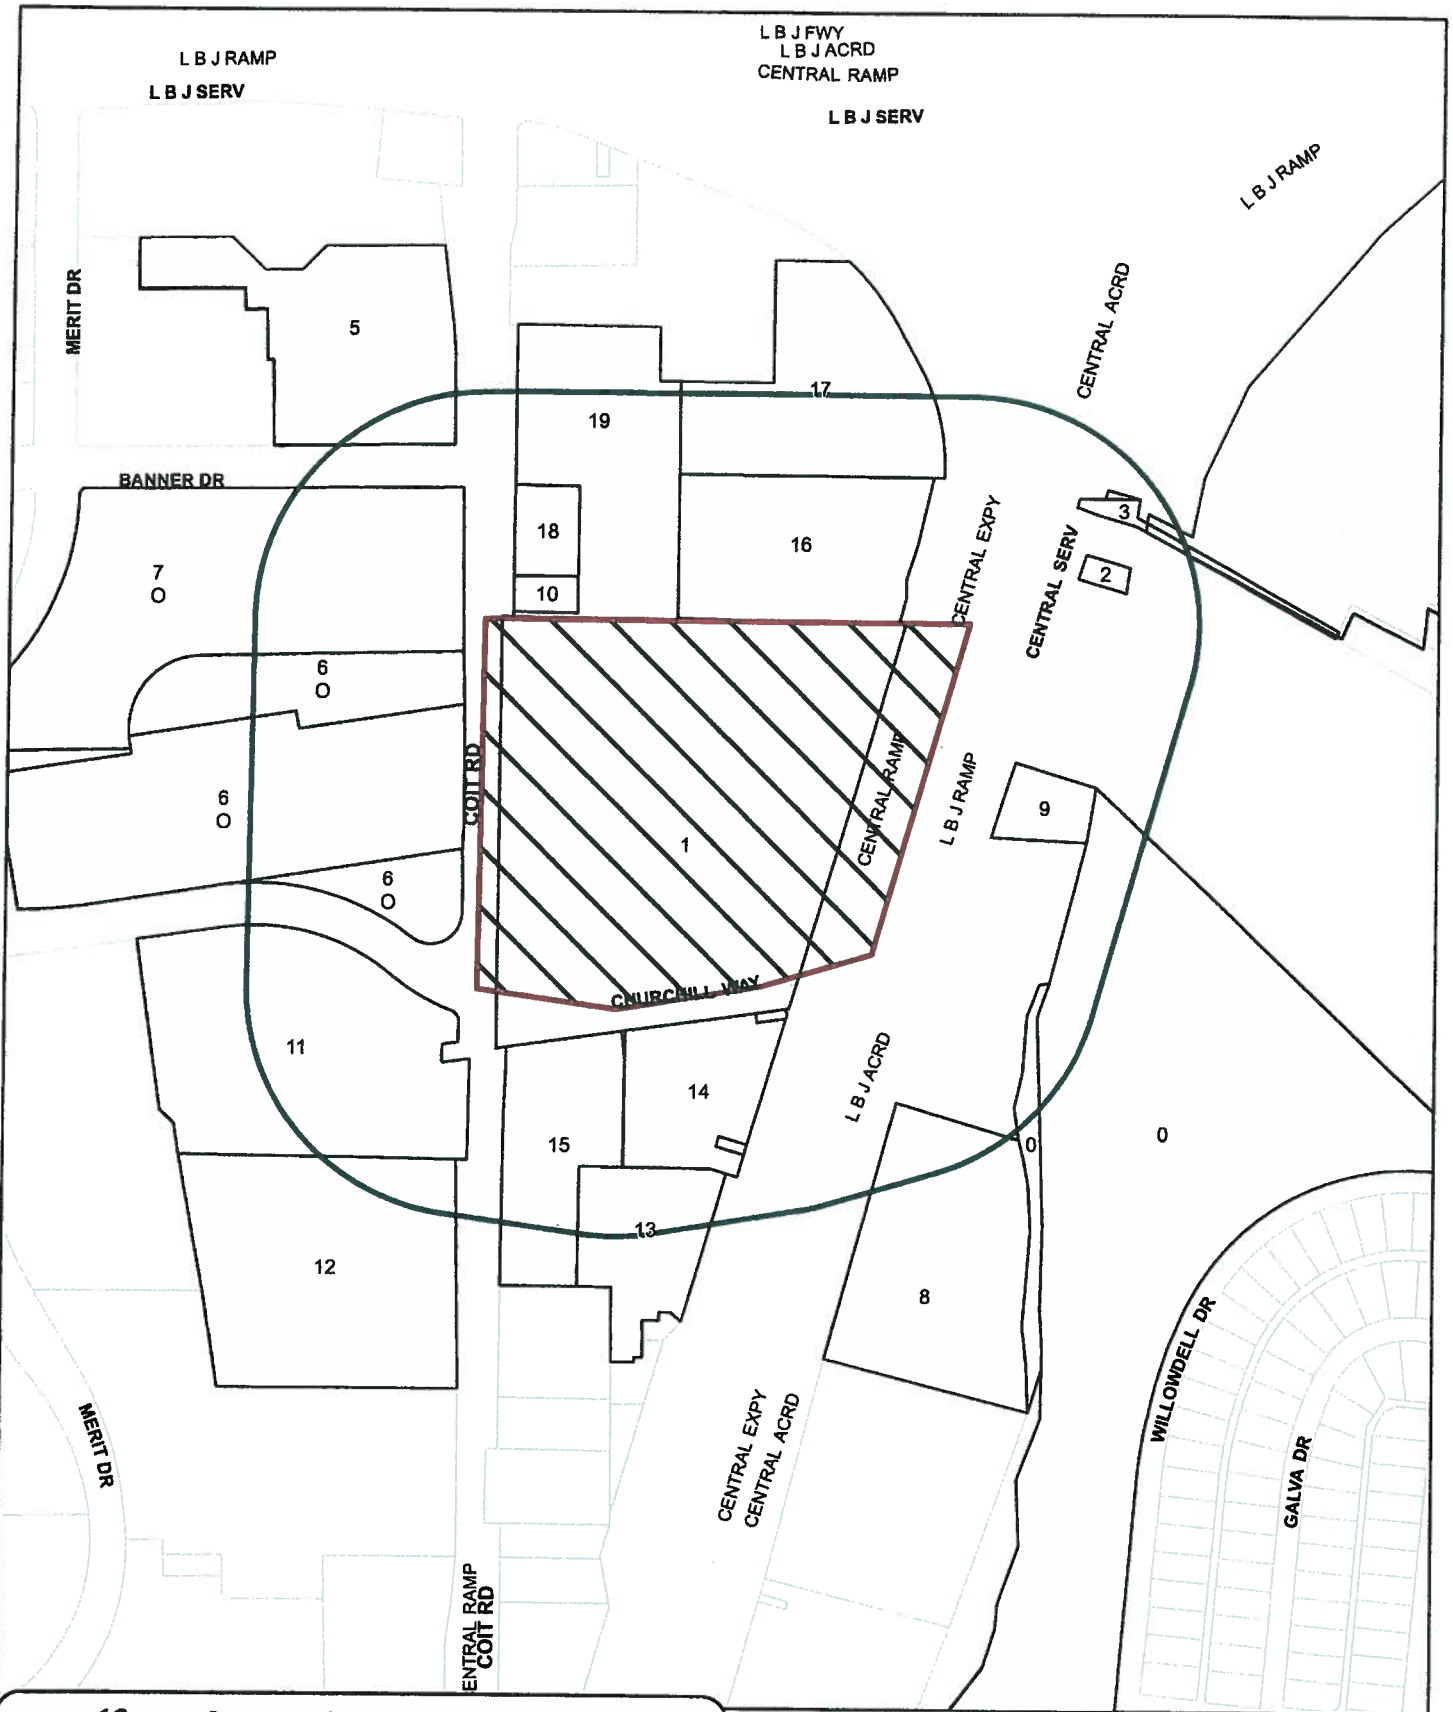 L B J FWY
L B J ACRD
CENTRAL RAMP
L B J RAMP
L B J SERV
L B J SERV
L B J RAMP
MERIT DR
5
CENTRAL ACRD
17
19
BANNER DR
18
16
10
7
O
CENTRAL EXPY
CENTRAL SERV
3
2
6
O
6
O
6
O
COIT RD
1
CENTRAL RAMP
L B J RAMP
9
CHURCHILL WAY
11
14
15
L B J ACRD
0
0
13
12
8
MERIT DR
CENTRAL EXPY
CENTRAL ACRD
WILLOWDELL DR
GALVA DR
ENTRAL RAMP
COIT RD